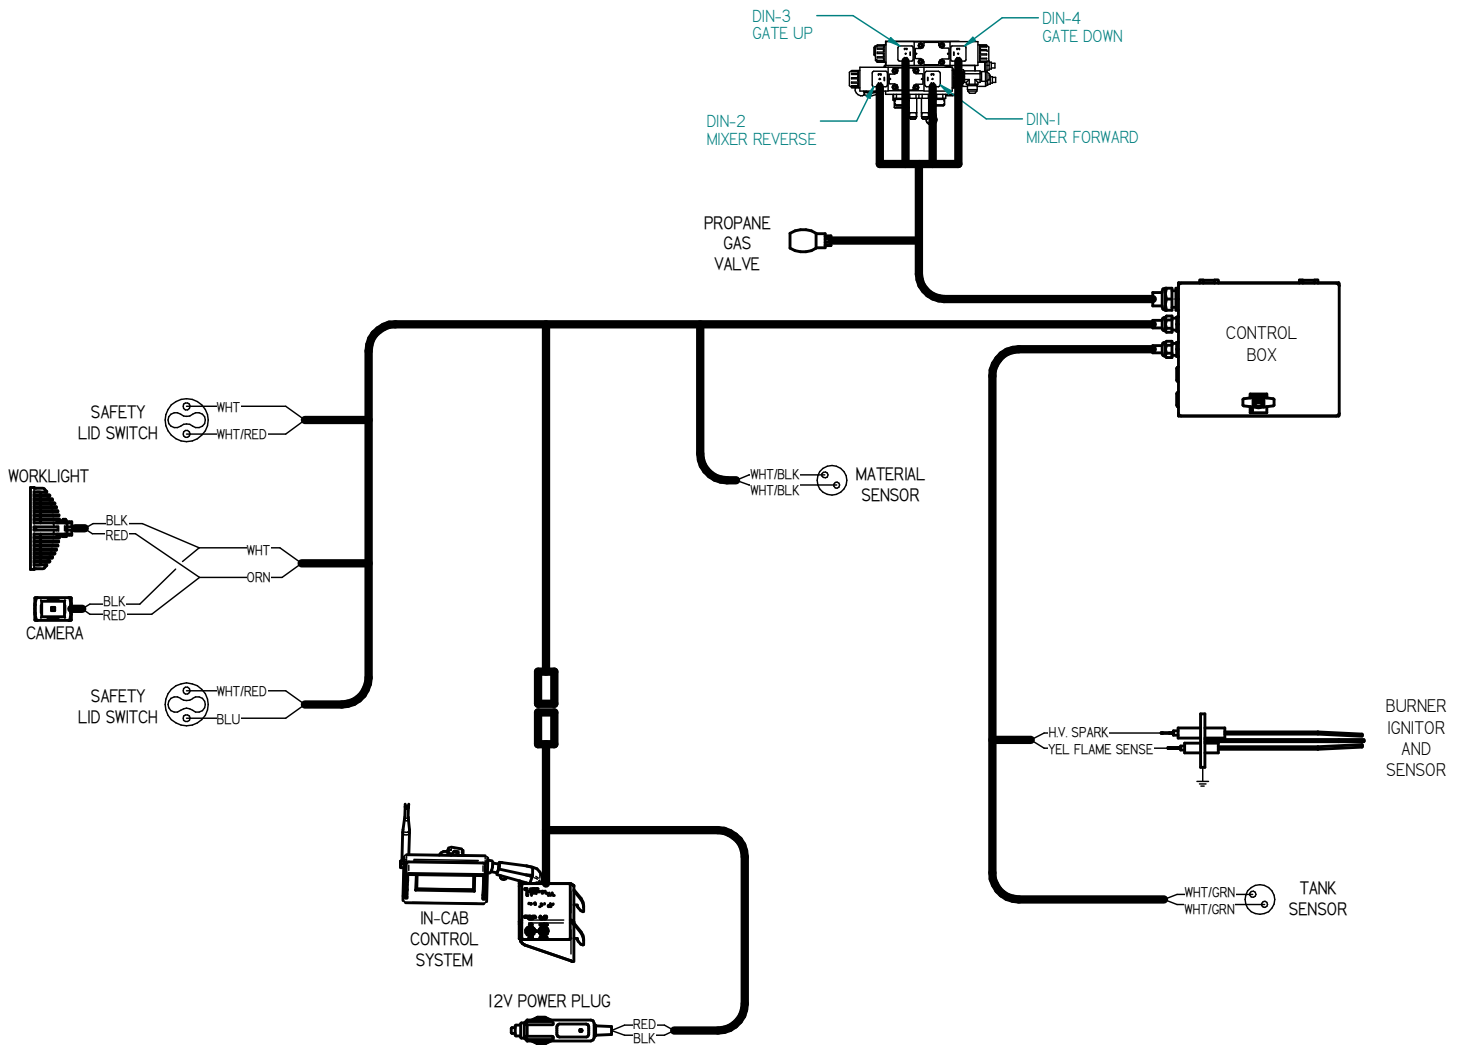 DIN-3
GATE UP
DIN-4
GATE DOWN
DIN-2
MIXER REVERSE
DIN-1
MIXER FORWARD
PROPANE
GAS
VALVE
CONTROL
BOX
SAFETY
LID SWITCH
WHT
WHT/RED
WORKLIGHT
BLK
RED
WHT
ORN
BLK
RED
CAMERA
WHT/BLK
WHT/BLK
MATERIAL
SENSOR
SAFETY
LID SWITCH
WHT/RED
BLU
H.V. SPARK
YEL FLAME SENSE
BURNER
IGNITOR
AND
SENSOR
IN-CAB
CONTROL
SYSTEM
WHT/GRN
WHT/GRN
TANK
SENSOR
12V POWER PLUG
RED
BLK